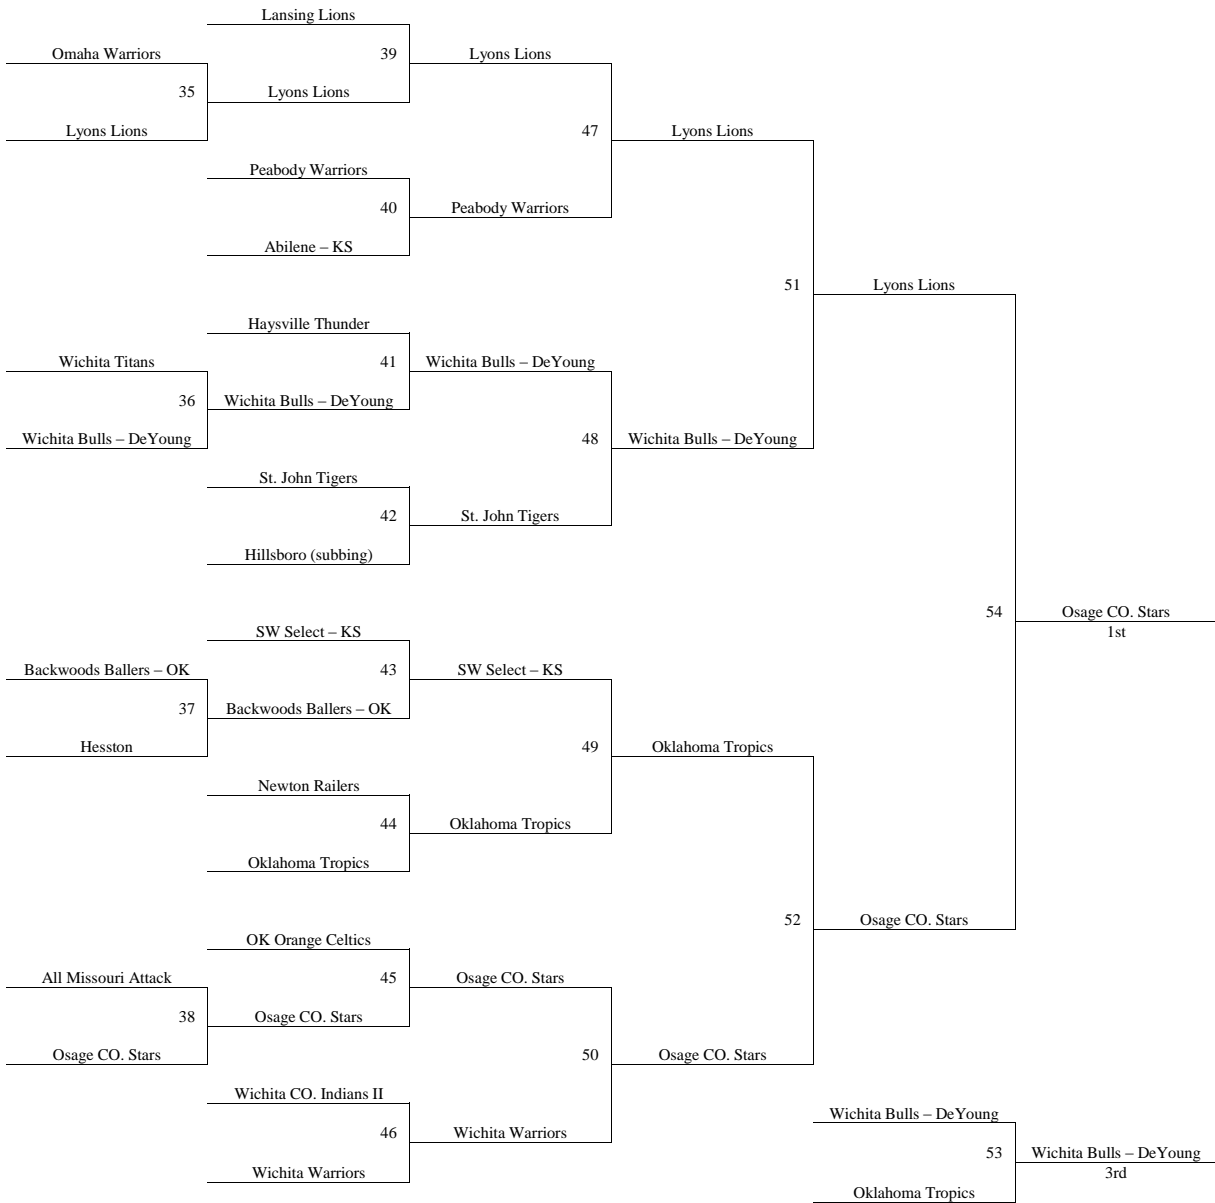 Lansing Lions
Omaha Warriors
39
Lyons Lions
35
Lyons Lions
Lyons Lions
47
Lyons Lions
Peabody Warriors
40
Peabody Warriors
Abilene – KS
51
Lyons Lions
Haysville Thunder
Wichita Titans
41
Wichita Bulls – DeYoung
36
Wichita Bulls – DeYoung
Wichita Bulls – DeYoung
48
Wichita Bulls – DeYoung
St. John Tigers
42
St. John Tigers
Hillsboro (subbing)
54
Osage CO. Stars
1st
SW Select – KS
Backwoods Ballers – OK
43
SW Select – KS
37
Backwoods Ballers – OK
Hesston
49
Oklahoma Tropics
Newton Railers
44
Oklahoma Tropics
Oklahoma Tropics
52
Osage CO. Stars
OK Orange Celtics
All Missouri Attack
45
Osage CO. Stars
38
Osage CO. Stars
Osage CO. Stars
50
Osage CO. Stars
Wichita CO. Indians II
46
Wichita Warriors
Wichita Warriors
Wichita Bulls – DeYoung
53
Wichita Bulls – DeYoung
3rd
Oklahoma Tropics